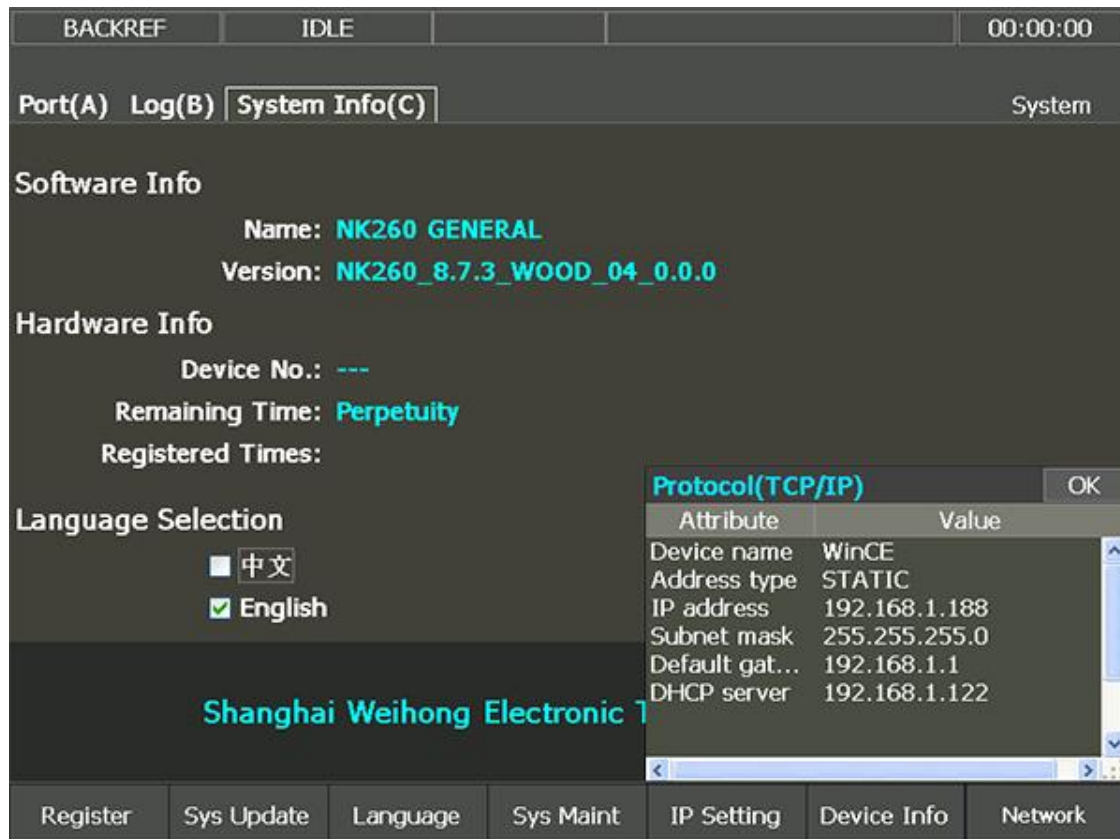 BACKREF IDLE 00:00:00
Port(A) Log(B) System Info(C) System
Software Info
Name: NK260 GENERAL
Version: NK260_8.7.3_WOOD_04_0.0.0
Hardware Info
Device No.: ---
Remaining Time: Perpetuity
Registered Times:
Language Selection
中文
English
Shanghai Weihong Electronic
Protocol(TCP/IP) OK
Attribute Value
Device name WinCE
Address type STATIC
IP address 192.168.1.188
Subnet mask 255.255.255.0
Default gat... 192.168.1.1
DHCP server 192.168.1.122
Register Sys Update Language Sys Maint IP Setting Device Info Network